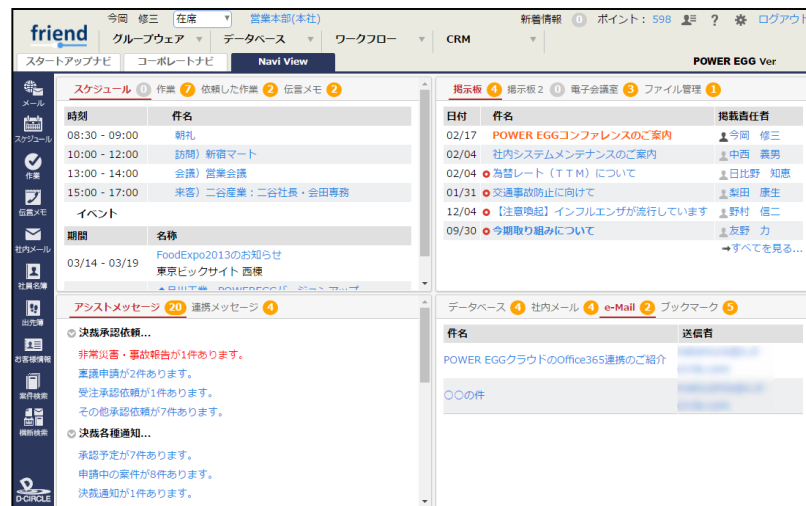 friend
今岡 修三 在席 営業本部(本社) 新着情報 0 ポイント: 598 ? ログアウト
グループウェア データベース ワークフロー CRM
スタートアップナビ コーポレートナビ Navi View POWER EGG Ver
メール
スケジュール
作業
伝言メモ
社内メール
社員名簿
出先簿
お客様情報
案件検索
横断検索
D-CIRCLE
スケジュール 0 作業 7 依頼した作業 2 伝言メモ 2
時刻 件名
08:30 - 09:00 朝礼
10:00 - 12:00 訪問）新宿マート
13:00 - 14:00 会議）営業会議
15:00 - 17:00 来客）二谷産業：二谷社長・会田専務
イベント
期間 名称
03/14 - 03/19 FoodExpo2013のお知らせ
東京ビックサイト 西棟
掲示板 4 掲示板２ 0 電子会議室 3 ファイル管理 1
日付 件名 掲載責任者
02/17 POWER EGGコンファレンスのご案内 今岡 修三
02/04 社内システムメンテナンスのご案内 中西 義男
02/04 為替レート（ＴＴＭ）について 日比野 知恵
01/31 交通事故防止に向けて 梨田 康生
12/04 【注意喚起】インフルエンザが流行しています 野村 信二
09/30 今期取り組みについて 友野 力
➞すべてを見る...
アシストメッセージ 20 連携メッセージ 4
決裁承認依頼...
非常災害・事故報告が1件あります。
稟議申請が2件あります。
受注承認依頼が1件あります。
その他承認依頼が7件あります。
決裁各種通知...
承認予定が7件あります。
申請中の案件が8件あります。
決裁通知が1件あります。
データベース 4 社内メール 4 e-Mail 2 ブックマーク 5
件名 送信者
POWER EGGクラウドのOffice365連携のご紹介
○○の件